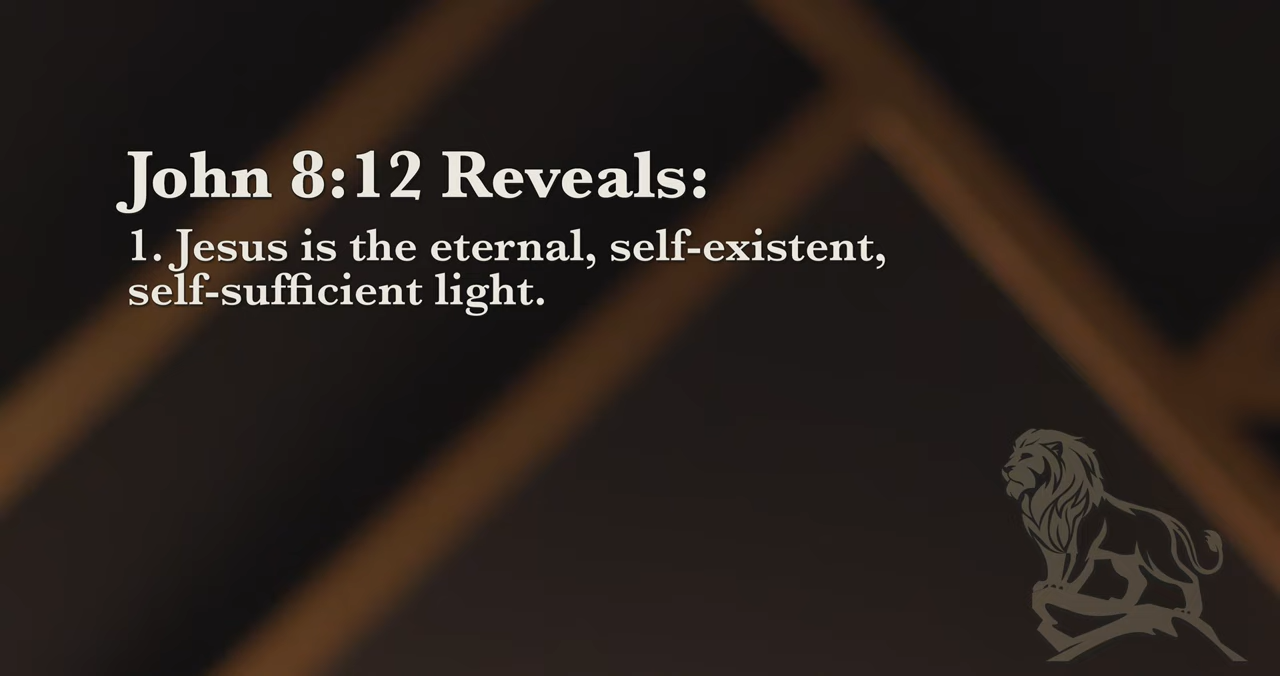 John 8:12 Reveals:
1. Jesus is the eternal, self-existent,
self-sufficient light.